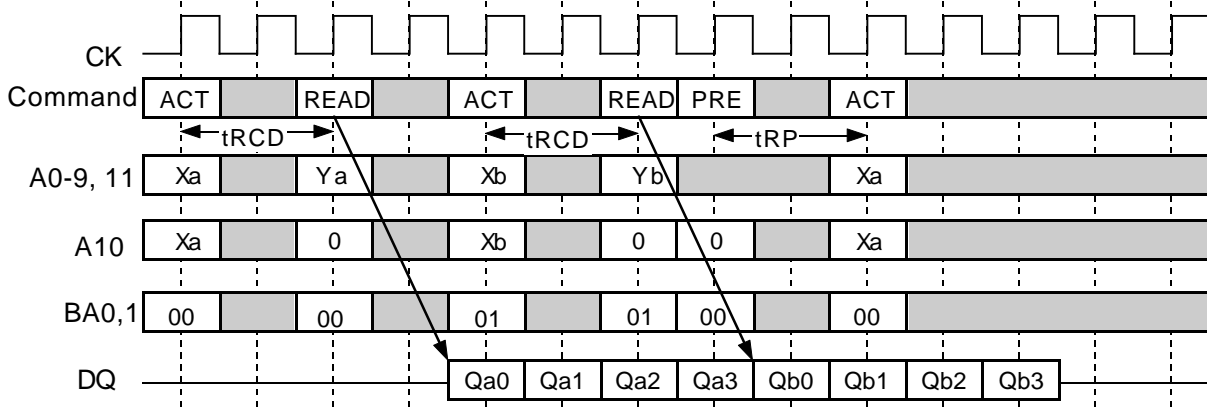 CK
Command ACT READ ACT READ PRE ACT
tRCD tRCD tRP
A0-9, 11 Xa Ya Xb Yb Xa
A10 Xa 0 Xb 0 0 Xa
BA0,1 00 00 01 01 00 00
DQ Qa0 Qa1 Qa2 Qa3 Qb0 Qb1 Qb2 Qb3